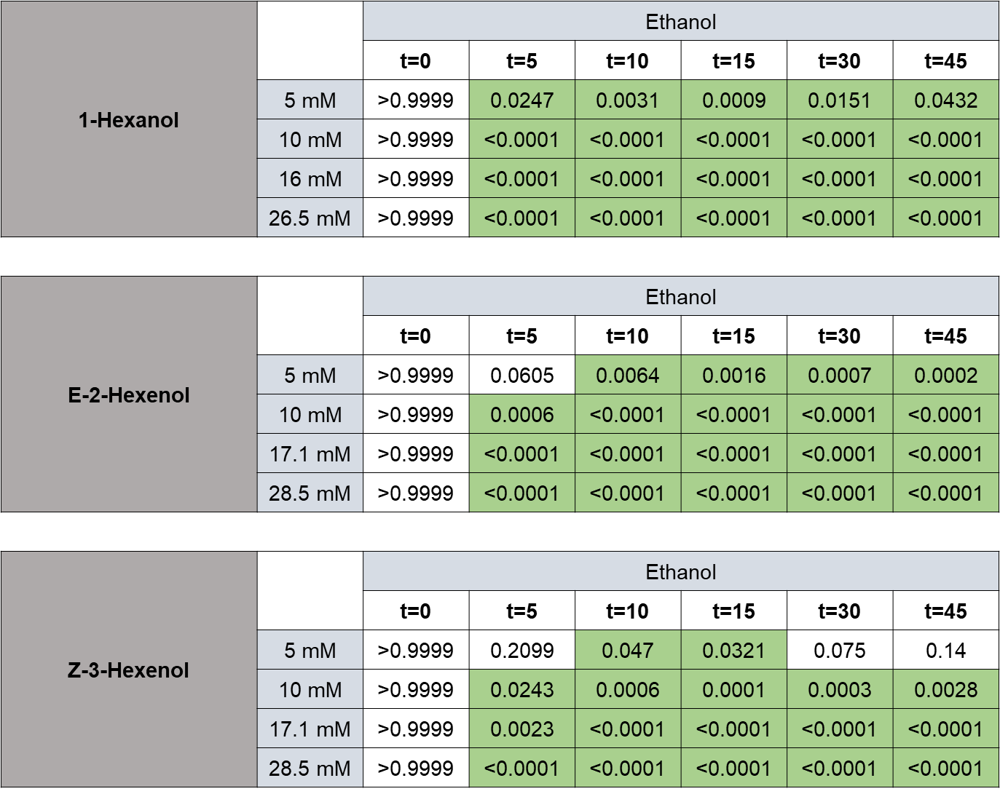 Ethanol
t=0 t=5 t=10 t=15 t=30 t=45
1-Hexanol
5 mM >0.9999 0.0247 0.0031 0.0009 0.0151 0.0432
10 mM >0.9999 <0.0001 <0.0001 <0.0001 <0.0001 <0.0001
16 mM >0.9999 <0.0001 <0.0001 <0.0001 <0.0001 <0.0001
26.5 mM >0.9999 <0.0001 <0.0001 <0.0001 <0.0001 <0.0001
Ethanol
t=0 t=5 t=10 t=15 t=30 t=45
E-2-Hexenol
5 mM >0.9999 0.0605 0.0064 0.0016 0.0007 0.0002
10 mM >0.9999 0.0006 <0.0001 <0.0001 <0.0001 <0.0001
17.1 mM >0.9999 <0.0001 <0.0001 <0.0001 <0.0001 <0.0001
28.5 mM >0.9999 <0.0001 <0.0001 <0.0001 <0.0001 <0.0001
Ethanol
t=0 t=5 t=10 t=15 t=30 t=45
Z-3-Hexenol
5 mM >0.9999 0.2099 0.047 0.0321 0.075 0.14
10 mM >0.9999 0.0243 0.0006 0.0001 0.0003 0.0028
17.1 mM >0.9999 0.0023 <0.0001 <0.0001 <0.0001 <0.0001
28.5 mM >0.9999 <0.0001 <0.0001 <0.0001 <0.0001 <0.0001